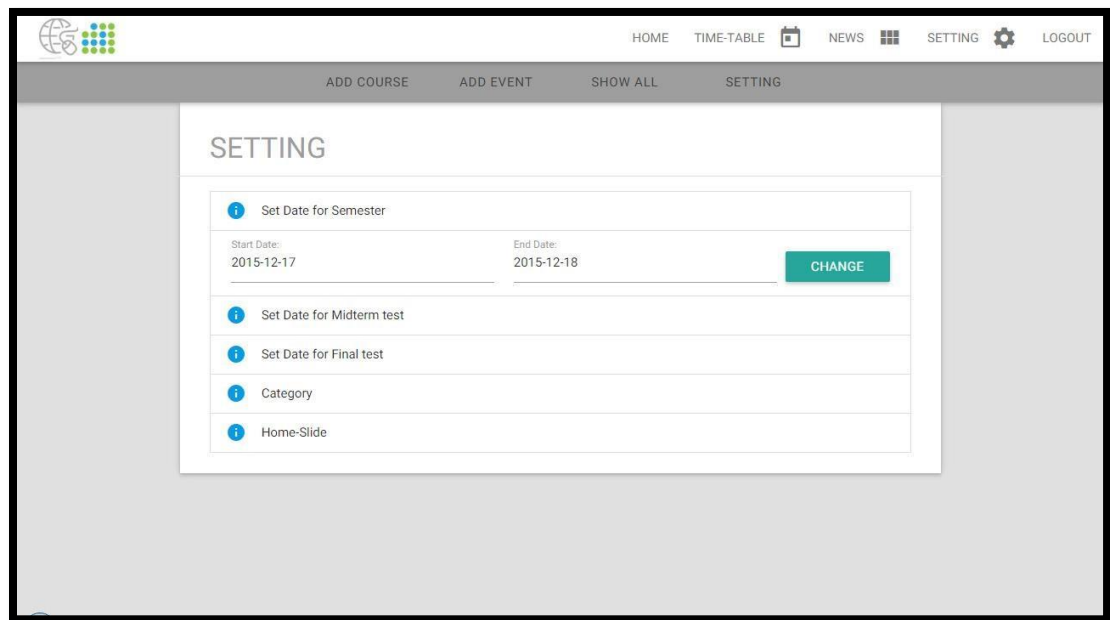 HOME TIME-TABLE NEWS SETTING LOGOUT
ADD COURSE ADD EVENT SHOW ALL SETTING
SETTING
Set Date for Semester
Start Date: End Date:
2015-12-17 2015-12-18
CHANGE
Set Date for Midterm test
Set Date for Final test
Category
Home-Slide